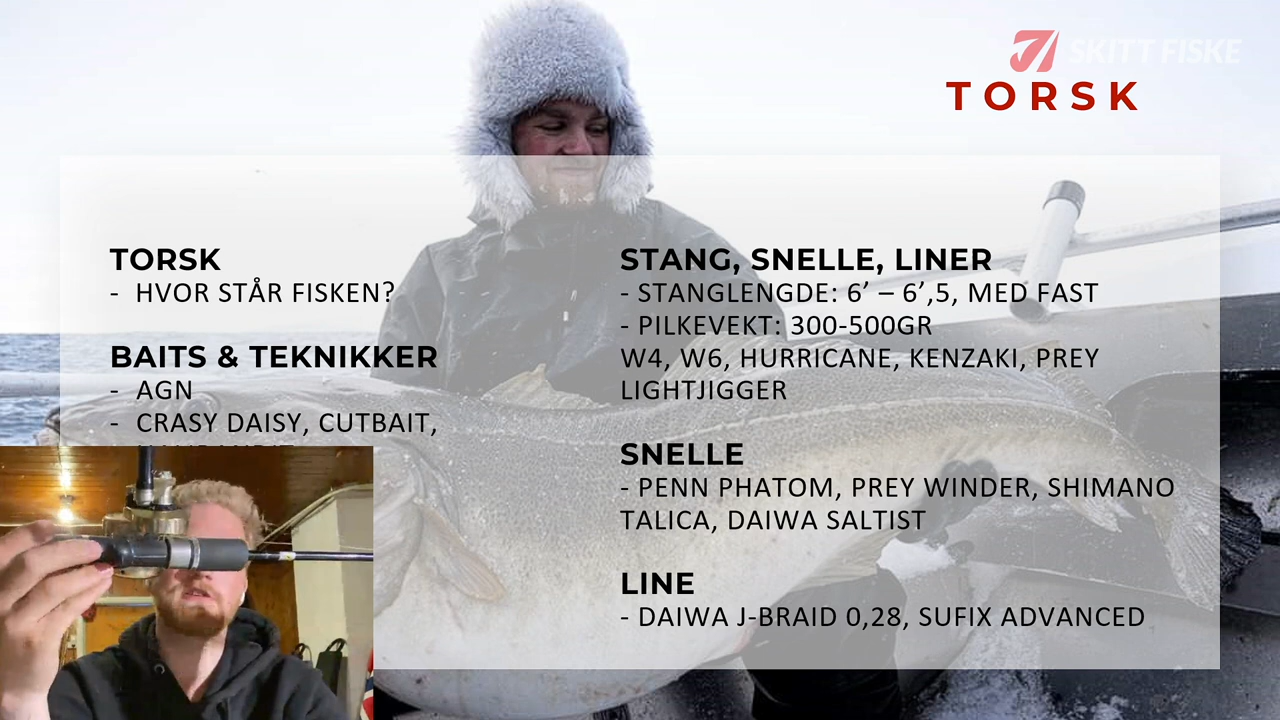 SKITT FISKE
TORSK
TORSK
- HVOR STÅR FISKEN?
BAITS & TEKNIKKER
- AGN
- CRASY DAISY, CUTBAIT,
STANG, SNELLE, LINER
- STANGLENGDE: 6’ – 6’,5, MED FAST
- PILKEVEKT: 300-500GR
W4, W6, HURRICANE, KENZAKI, PREY
LIGHTJIGGER
SNELLE
- PENN PHATOM, PREY WINDER, SHIMANO
TALICA, DAIWA SALTIST
LINE
- DAIWA J-BRAID 0,28, SUFIX ADVANCED